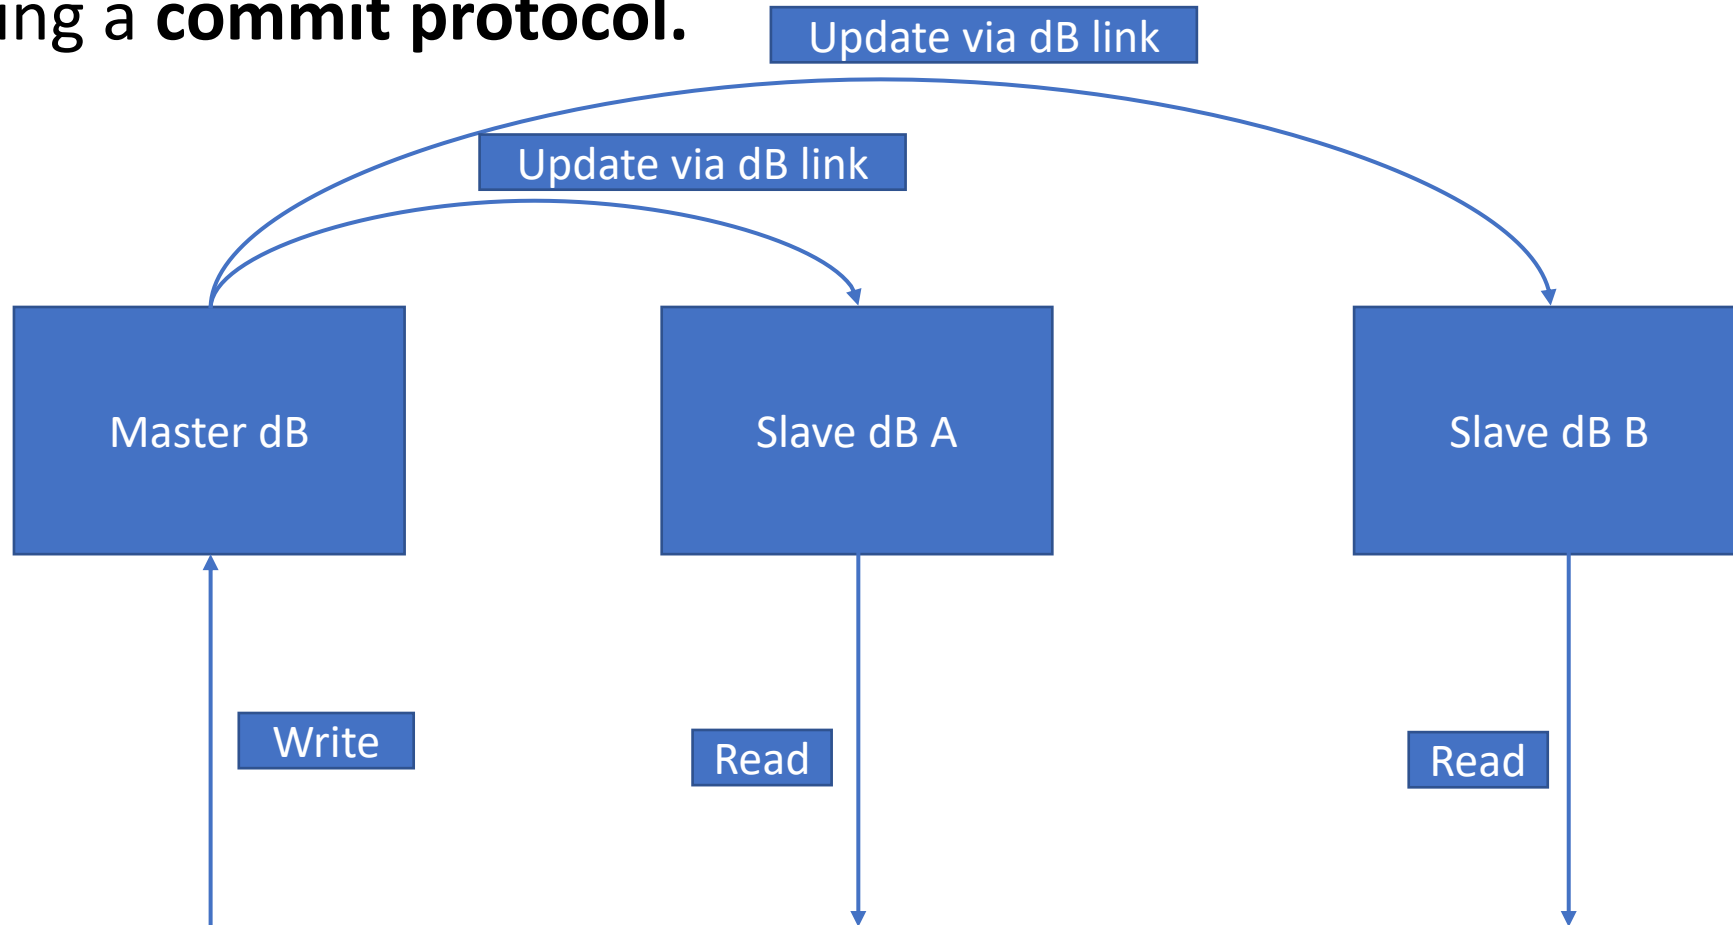 ing a commit protocol.
Update via dB link
Update via dB link
Master dB
Slave dB A
Slave dB B
Write
Read
Read